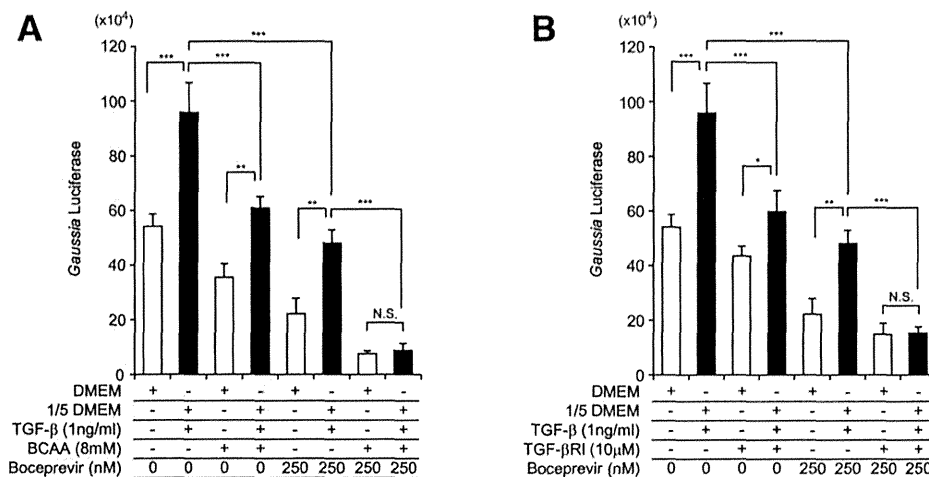 A
(x10⁴)
120
100
80
60
40
20
0
Gaussia Luciferase
***
***
***
**
**
***
N.S.
DMEM + - + - + - + -
1/5 DMEM - + - + - + - +
TGF-β (1ng/ml) - + - + - + - +
BCAA (8mM) - - + + - - + +
Boceprevir (nM) 0 0 0 0 250 250 250 250
B
(x10⁴)
120
100
80
60
40
20
0
Gaussia Luciferase
***
***
***
*
**
***
N.S.
DMEM + - + - + - + -
1/5 DMEM - + - + - + - +
TGF-β (1ng/ml) - + - + - + - +
TGF-βRI (10μM) - - + + - - + +
Boceprevir (nM) 0 0 0 0 250 250 250 250